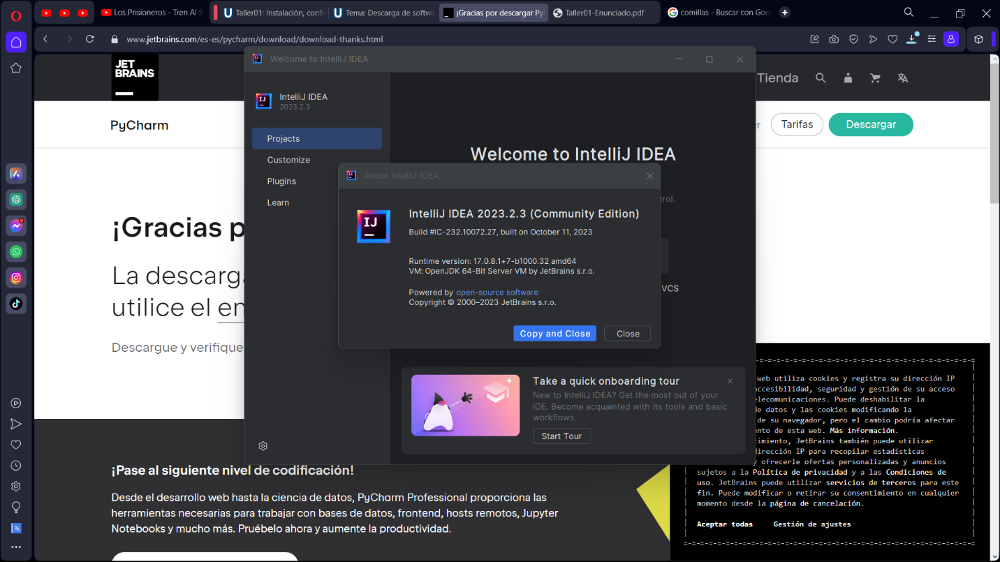 Los Prisioneros - Tren Al S
Taller01: Instalación, confi
Tema: Descarga de softwa
¡Gracias por descargar PyC
Taller01-Enunciado.pdf
comillas - Buscar con Goo
www.jetbrains.com/es-es/pycharm/download/download-thanks.html
JET
BRAINS
Tienda
PyCharm
Tarifas
Descargar
¡Gracias p
La descarga
utilice el en
Descargue y verifique
Welcome to IntelliJ IDEA
IntelliJ IDEA
2023.2.3
Projects
Customize
Plugins
Learn
Welcome to IntelliJ IDEA
trol.
VCS
About IntelliJ IDEA
IntelliJ IDEA 2023.2.3 (Community Edition)
Build #IC-232.10072.27, built on October 11, 2023
Runtime version: 17.0.8.1+7-b1000.32 amd64
VM: OpenJDK 64-Bit Server VM by JetBrains s.r.o.
Powered by open-source software
Copyright © 2000–2023 JetBrains s.r.o.
Copy and Close
Close
Take a quick onboarding tour
New to IntelliJ IDEA? Get the most out of your
IDE. Become acquainted with its tools and basic
workflows.
Start Tour
¡Pase al siguiente nivel de codificación!
Desde el desarrollo web hasta la ciencia de datos, PyCharm Professional proporciona las
herramientas necesarias para trabajar con bases de datos, frontend, hosts remotos, Jupyter
Notebooks y mucho más. Pruébelo ahora y aumente la productividad.
web utiliza cookies y registra su dirección IP
ccesibilidad, seguridad y gestión de su acceso
elecomunicaciones. Puede deshabilitar la
de datos y las cookies modificando la
de su navegador, pero el cambio podría afectar
ento de esta web. Más información.
timiento, JetBrains también puede utilizar
dirección IP para recopilar estadísticas
y ofrecerle ofertas personalizadas y anuncios
sujetos a la Política de privacidad y a las Condiciones de
uso. JetBrains puede utilizar servicios de terceros para este
fin. Puede modificar o retirar su consentimiento en cualquier
momento desde la página de cancelación.
Aceptar todas
Gestión de ajustes